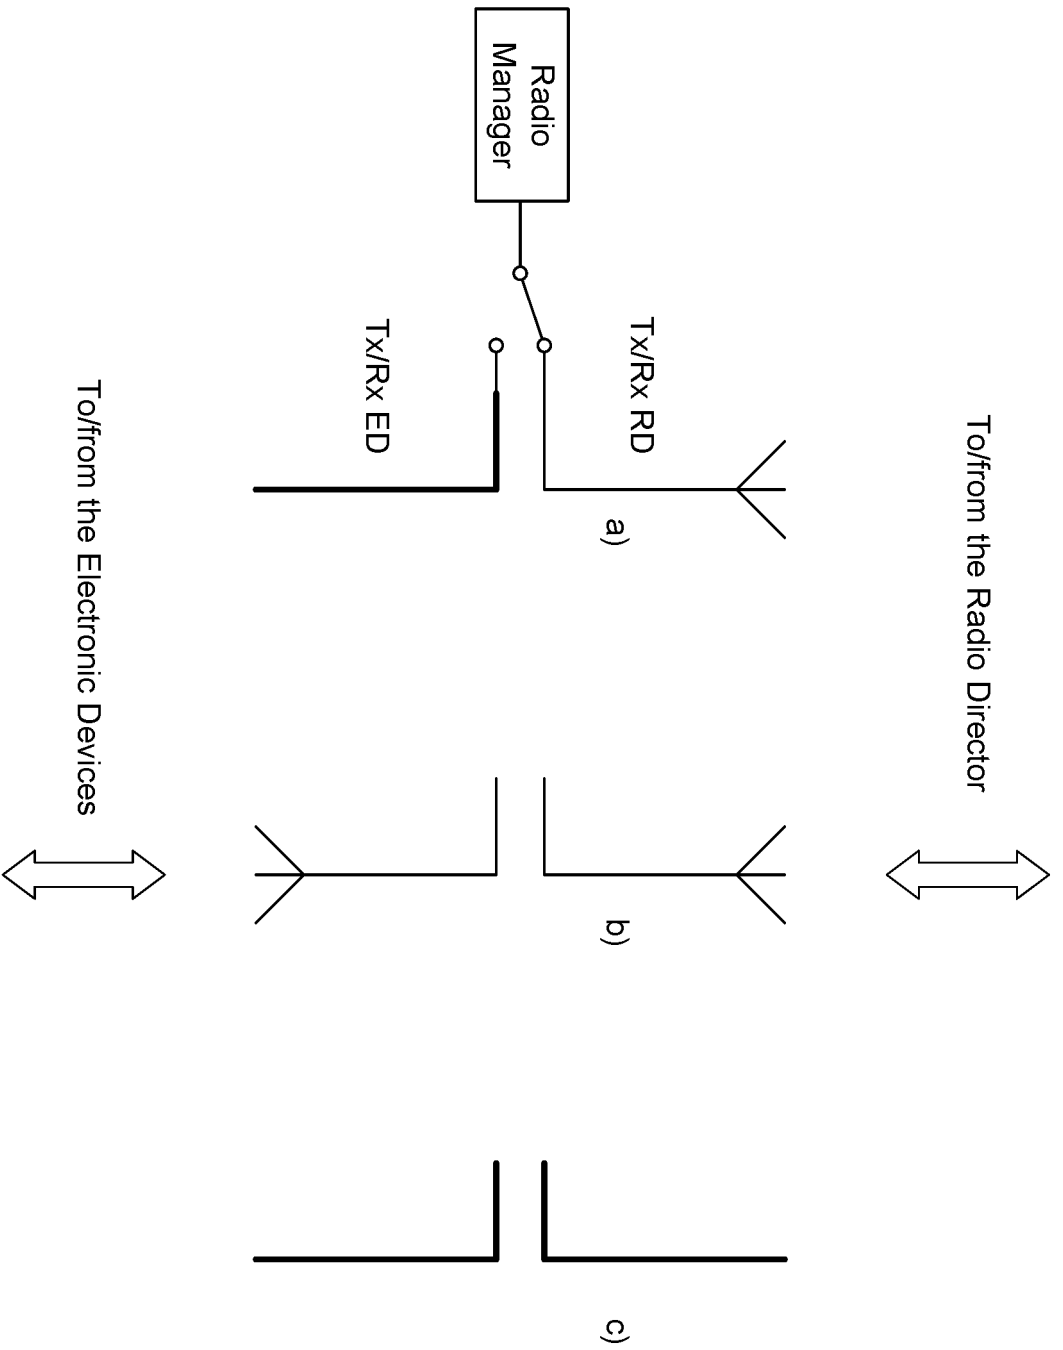 To/from the Radio Director
Tx/Rx RD
a)
b)
c)
Radio
Manager
Tx/Rx ED
To/from the Electronic Devices